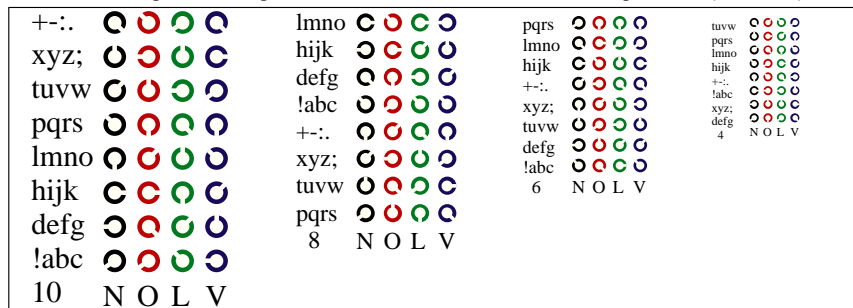 +-:.
xyz;
tuvw
pqrs
lmno
hijk
defg
!abc
10 N O L V
lmno
hijk
defg
!abc
+-:.
xyz;
tuvw
pqrs
8 N O L V
pqrs
lmno
hijk
+-:.
xyz;
tuvw
defg
!abc
6 N O L V
tuvw
pqrs
lmno
hijk
+-:.
!abc
xyz;
defg
4 N O L V